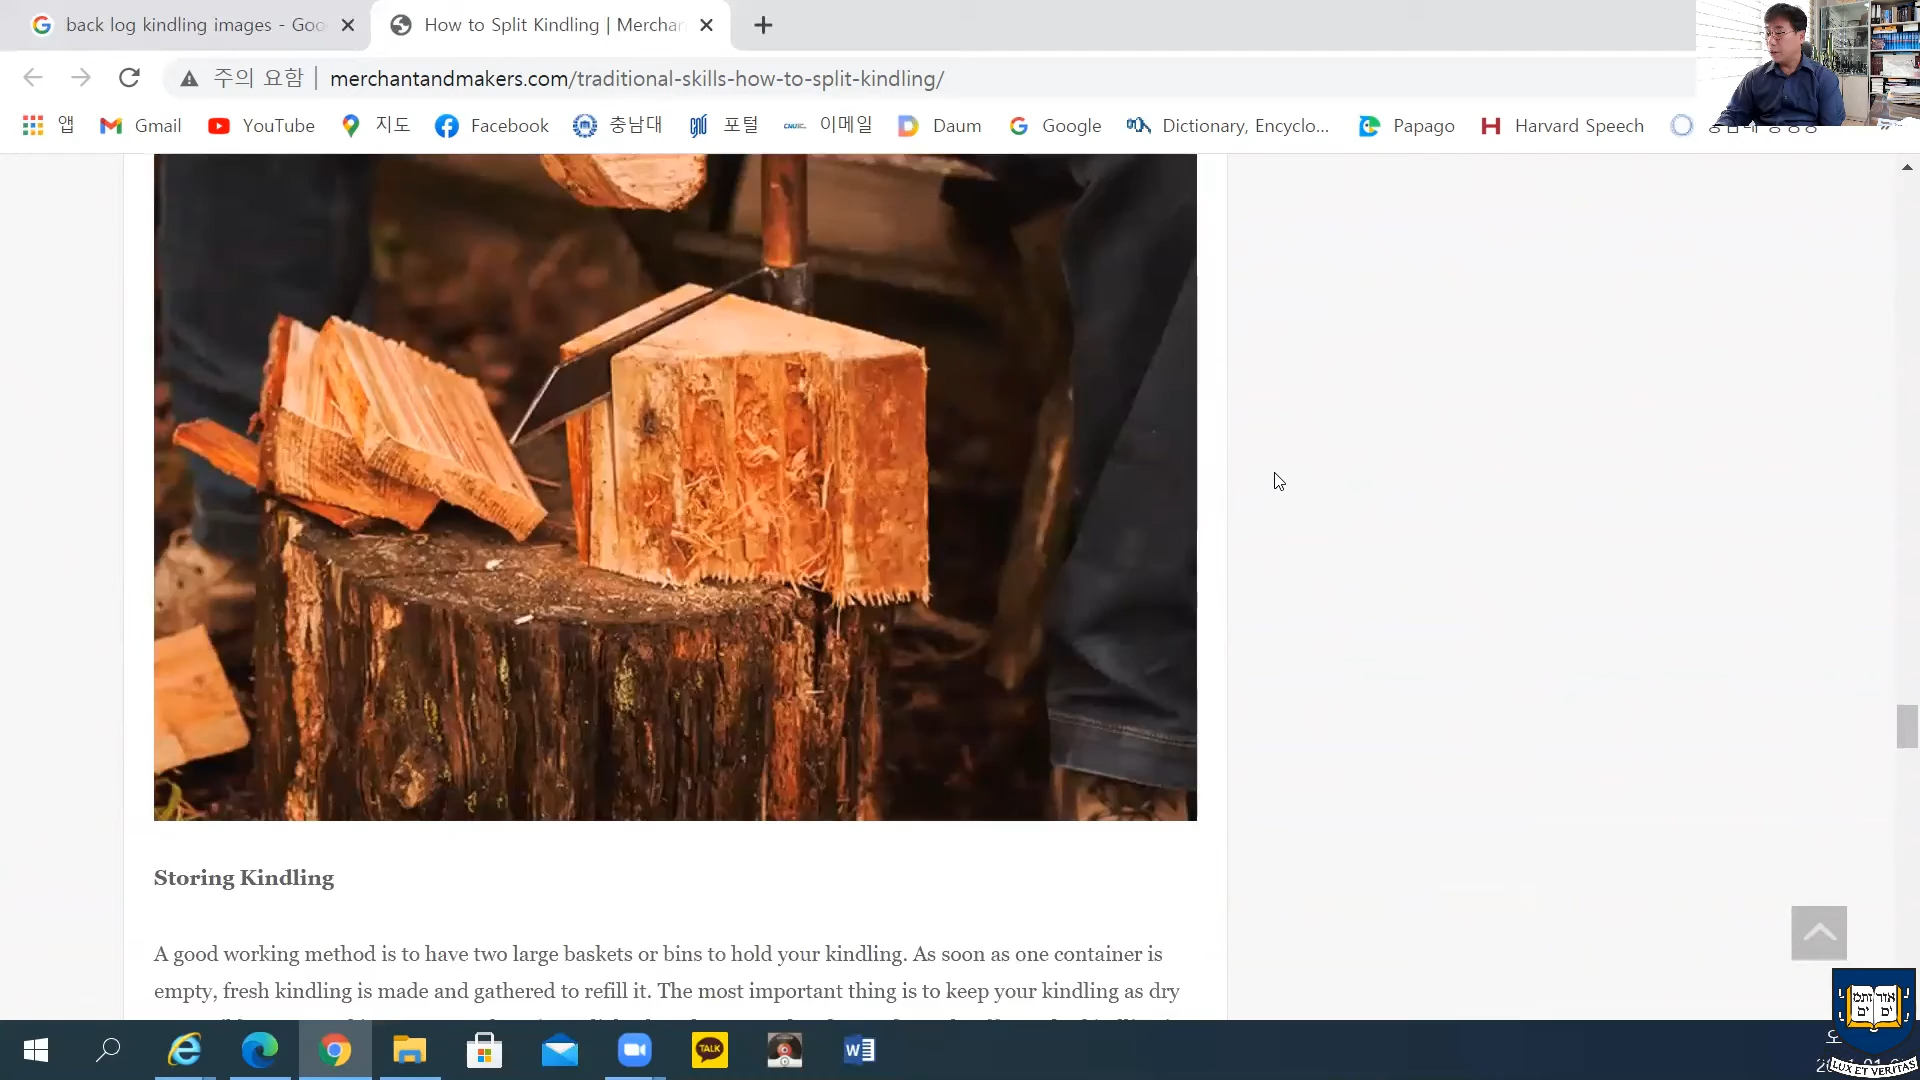 back log kindling images - Goo
How to Split Kindling | Merchan
주의 요함 | merchantandmakers.com/traditional-skills-how-to-split-kindling/
앱 Gmail YouTube 지도 Facebook 충남대 포털 이메일 Daum Google Dictionary, Encyclo... Papago Harvard Speech
Storing Kindling
A good working method is to have two large baskets or bins to hold your kindling. As soon as one container is
empty, fresh kindling is made and gathered to refill it. The most important thing is to keep your kindling as dry
TALK
LUX ET VERITAS